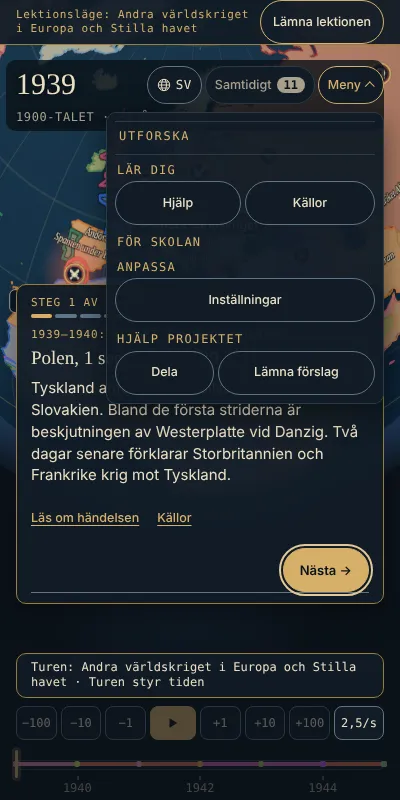 Lektionsläge: Andra världskriget
i Europa och Stilla havet
Lämna lektionen
1939
SV
Samtidigt 11
Meny
1900-TALET ·
UTFORSKA
LÄR DIG
Hjälp
Källor
FÖR SKOLAN
ANPASSA
Inställningar
HJÄLP PROJEKTET
Dela
Lämna förslag
STEG 1 AV
1939–1940:
Polen, 1 s
Tyskland a
Slovakien. Bland de första striderna är
beskjutningen av Westerplatte vid Danzig. Två
dagar senare förklarar Storbritannien och
Frankrike krig mot Tyskland.
Läs om händelsen
Källor
Nästa →
Turen: Andra världskriget i Europa och Stilla
havet · Turen styr tiden
−100
−10
−1
+1
+10
+100
2,5/s
1940
1942
1944